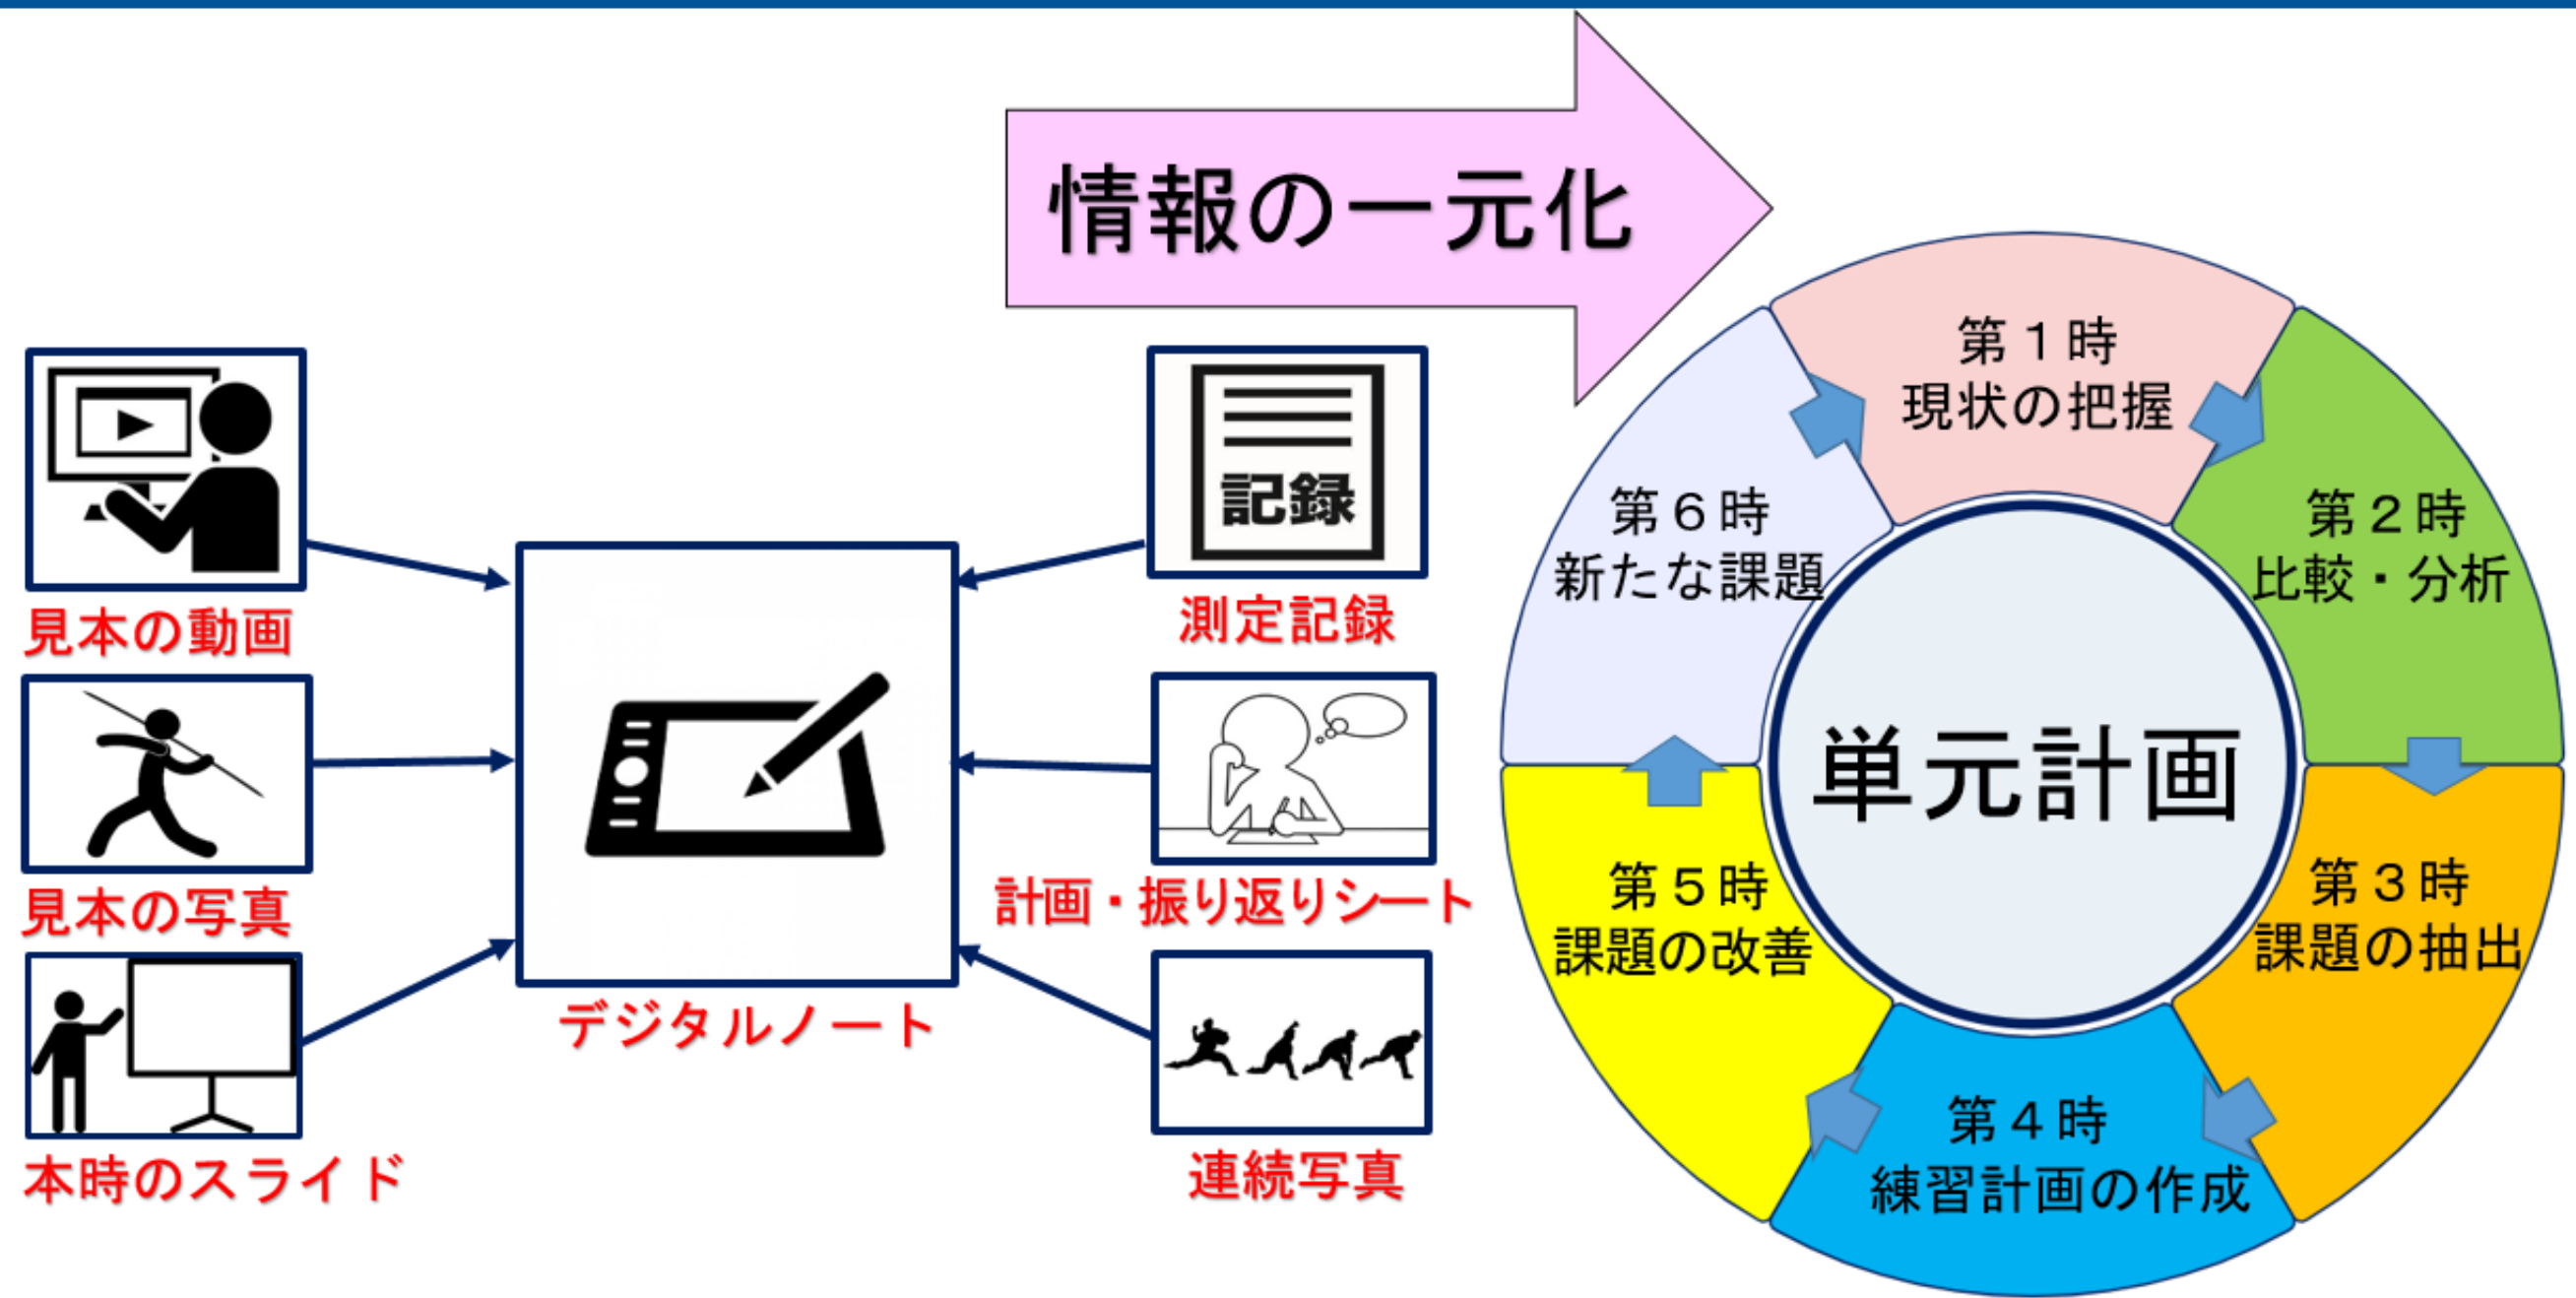 情報の一元化
見本の動画
見本の写真
本時のスライド
デジタルノート
記録
測定記録
計画・振り返りシート
連続写真
単元計画
第１時
現状の把握
第２時
比較・分析
第３時
課題の抽出
第４時
練習計画の作成
第５時
課題の改善
第６時
新たな課題